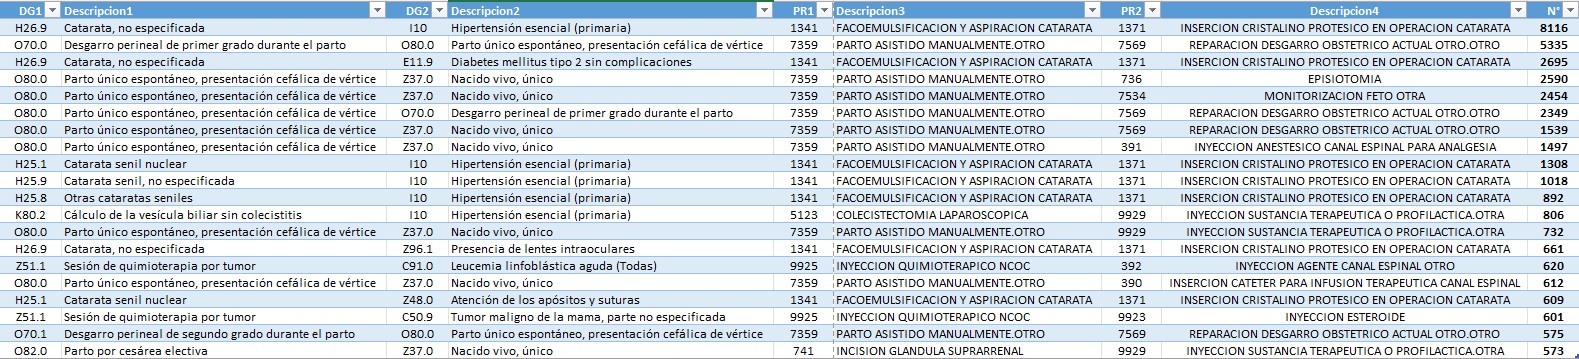 DG1 Descripcion1 DG2 Descripcion2 PR1 Descripcion3 PR2 Descripcion4 N°
H26.9 Catarata, no especificada I10 Hipertensión esencial (primaria) 1341 FACOEMULSIFICACION Y ASPIRACION CATARATA 1371 INSERCION CRISTALINO PROTESICO EN OPERACION CATARATA 8116
O70.0 Desgarro perineal de primer grado durante el parto O80.0 Parto único espontáneo, presentación cefálica de vértice 7359 PARTO ASISTIDO MANUALMENTE.OTRO 7569 REPARACION DESGARRO OBSTETRICO ACTUAL OTRO.OTRO 5335
H26.9 Catarata, no especificada E11.9 Diabetes mellitus tipo 2 sin complicaciones 1341 FACOEMULSIFICACION Y ASPIRACION CATARATA 1371 INSERCION CRISTALINO PROTESICO EN OPERACION CATARATA 2695
O80.0 Parto único espontáneo, presentación cefálica de vértice Z37.0 Nacido vivo, único 7359 PARTO ASISTIDO MANUALMENTE.OTRO 736 EPISIOTOMIA 2590
O80.0 Parto único espontáneo, presentación cefálica de vértice Z37.0 Nacido vivo, único 7359 PARTO ASISTIDO MANUALMENTE.OTRO 7534 MONITORIZACION FETO OTRA 2454
O80.0 Parto único espontáneo, presentación cefálica de vértice O70.0 Desgarro perineal de primer grado durante el parto 7359 PARTO ASISTIDO MANUALMENTE.OTRO 7569 REPARACION DESGARRO OBSTETRICO ACTUAL OTRO.OTRO 2349
O80.0 Parto único espontáneo, presentación cefálica de vértice Z37.0 Nacido vivo, único 7359 PARTO ASISTIDO MANUALMENTE.OTRO 7569 REPARACION DESGARRO OBSTETRICO ACTUAL OTRO.OTRO 1539
O80.0 Parto único espontáneo, presentación cefálica de vértice Z37.0 Nacido vivo, único 7359 PARTO ASISTIDO MANUALMENTE.OTRO 391 INYECCION ANESTESICO CANAL ESPINAL PARA ANALGESIA 1497
H25.1 Catarata senil nuclear I10 Hipertensión esencial (primaria) 1341 FACOEMULSIFICACION Y ASPIRACION CATARATA 1371 INSERCION CRISTALINO PROTESICO EN OPERACION CATARATA 1308
H25.9 Catarata senil, no especificada I10 Hipertensión esencial (primaria) 1341 FACOEMULSIFICACION Y ASPIRACION CATARATA 1371 INSERCION CRISTALINO PROTESICO EN OPERACION CATARATA 1018
H25.8 Otras cataratas seniles I10 Hipertensión esencial (primaria) 1341 FACOEMULSIFICACION Y ASPIRACION CATARATA 1371 INSERCION CRISTALINO PROTESICO EN OPERACION CATARATA 892
K80.2 Cálculo de la vesícula biliar sin colecistitis I10 Hipertensión esencial (primaria) 5123 COLECISTECTOMIA LAPAROSCOPICA 9929 INYECCION SUSTANCIA TERAPEUTICA O PROFILACTICA.OTRA 806
O80.0 Parto único espontáneo, presentación cefálica de vértice Z37.0 Nacido vivo, único 7359 PARTO ASISTIDO MANUALMENTE.OTRO 9929 INYECCION SUSTANCIA TERAPEUTICA O PROFILACTICA.OTRA 732
H26.9 Catarata, no especificada Z96.1 Presencia de lentes intraoculares 1341 FACOEMULSIFICACION Y ASPIRACION CATARATA 1371 INSERCION CRISTALINO PROTESICO EN OPERACION CATARATA 661
Z51.1 Sesión de quimioterapia por tumor C91.0 Leucemia linfoblástica aguda (Todas) 9925 INYECCION QUIMIOTERAPICO NCOC 392 INYECCION AGENTE CANAL ESPINAL OTRO 620
O80.0 Parto único espontáneo, presentación cefálica de vértice Z37.0 Nacido vivo, único 7359 PARTO ASISTIDO MANUALMENTE.OTRO 390 INSERCION CATETER PARA INFUSION TERAPEUTICA CANAL ESPINAL 612
H25.1 Catarata senil nuclear Z48.0 Atención de los apósitos y suturas 1341 FACOEMULSIFICACION Y ASPIRACION CATARATA 1371 INSERCION CRISTALINO PROTESICO EN OPERACION CATARATA 609
Z51.1 Sesión de quimioterapia por tumor C50.9 Tumor maligno de la mama, parte no especificada 9925 INYECCION QUIMIOTERAPICO NCOC 9923 INYECCION ESTEROIDE 601
O70.1 Desgarro perineal de segundo grado durante el parto O80.0 Parto único espontáneo, presentación cefálica de vértice 7359 PARTO ASISTIDO MANUALMENTE.OTRO 7569 REPARACION DESGARRO OBSTETRICO ACTUAL OTRO.OTRO 575
O82.0 Parto por cesárea electiva Z37.0 Nacido vivo, único 741 INCISION GLANDULA SUPRARRENAL 9929 INYECCION SUSTANCIA TERAPEUTICA O PROFILACTICA.OTRA 573